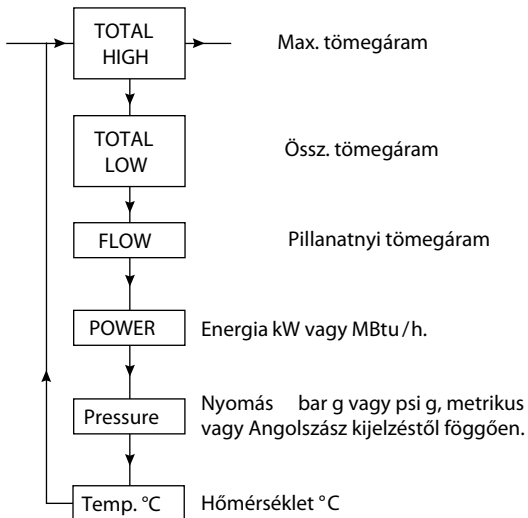 TOTAL
HIGH
Max. tömegáram
TOTAL
LOW
Össz. tömegáram
FLOW
Pillanatnyi tömegáram
POWER
Energia kW vagy MBtu/h.
Pressure
Nyomás bar g vagy psi g, metrikus
vagy Angolszász kijelzéstől föggően.
Temp. °C
Hőmérséklet °C